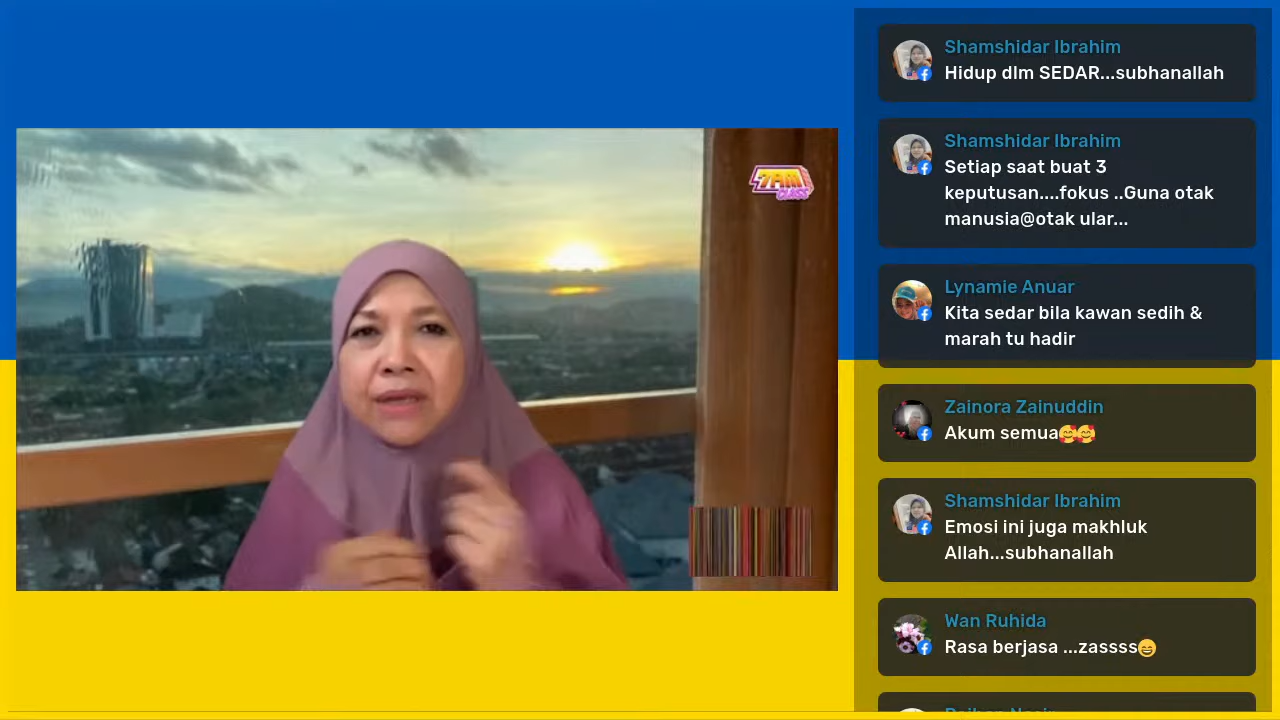 7AM
CLASS
Shamshidar Ibrahim
Hidup dlm SEDAR...subhanallah
Shamshidar Ibrahim
Setiap saat buat 3
keputusan....fokus ..Guna otak
manusia@otak ular...
Lynamie Anuar
Kita sedar bila kawan sedih &
marah tu hadir
Zainora Zainuddin
Akum semua🥰🥰
Shamshidar Ibrahim
Emosi ini juga makhluk
Allah...subhanallah
Wan Ruhida
Rasa berjasa ...zassss😄